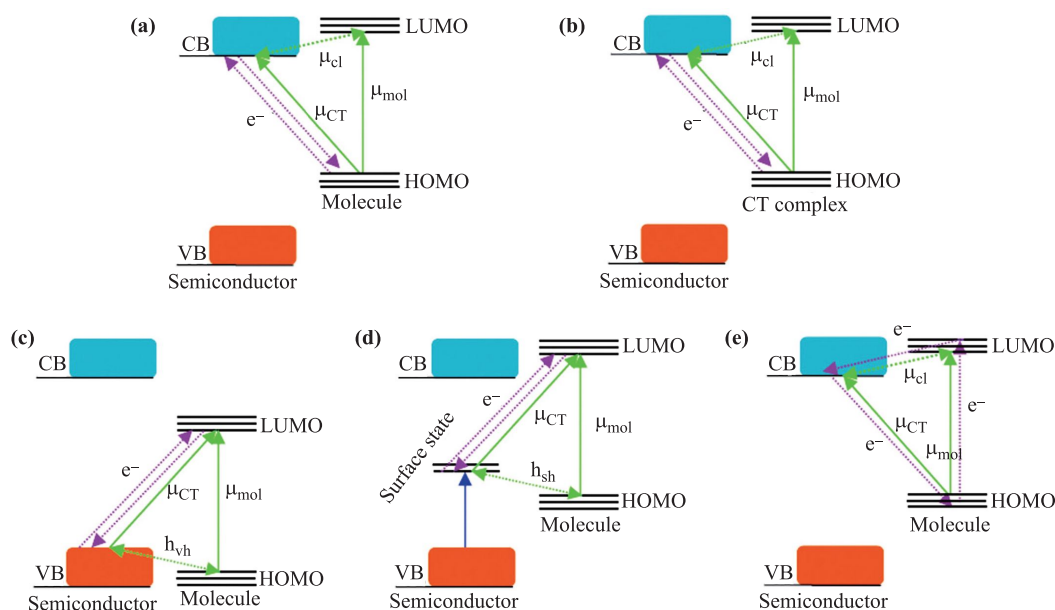 (a)
LUMO
CB
μcl
μmol
μCT
e−
HOMO
Molecule
VB
Semiconductor
(b)
LUMO
CB
μcl
μmol
μCT
e−
HOMO
CT complex
VB
Semiconductor
(c)
CB
LUMO
e−
μCT
μmol
hvh
VB
HOMO
Semiconductor
Molecule
(d)
CB
LUMO
e−
μCT
μmol
Surface state
hsh
HOMO
Molecule
VB
Semiconductor
(e)
e−
LUMO
CB
μcl
e−
μCT
μmol
e−
HOMO
Molecule
VB
Semiconductor